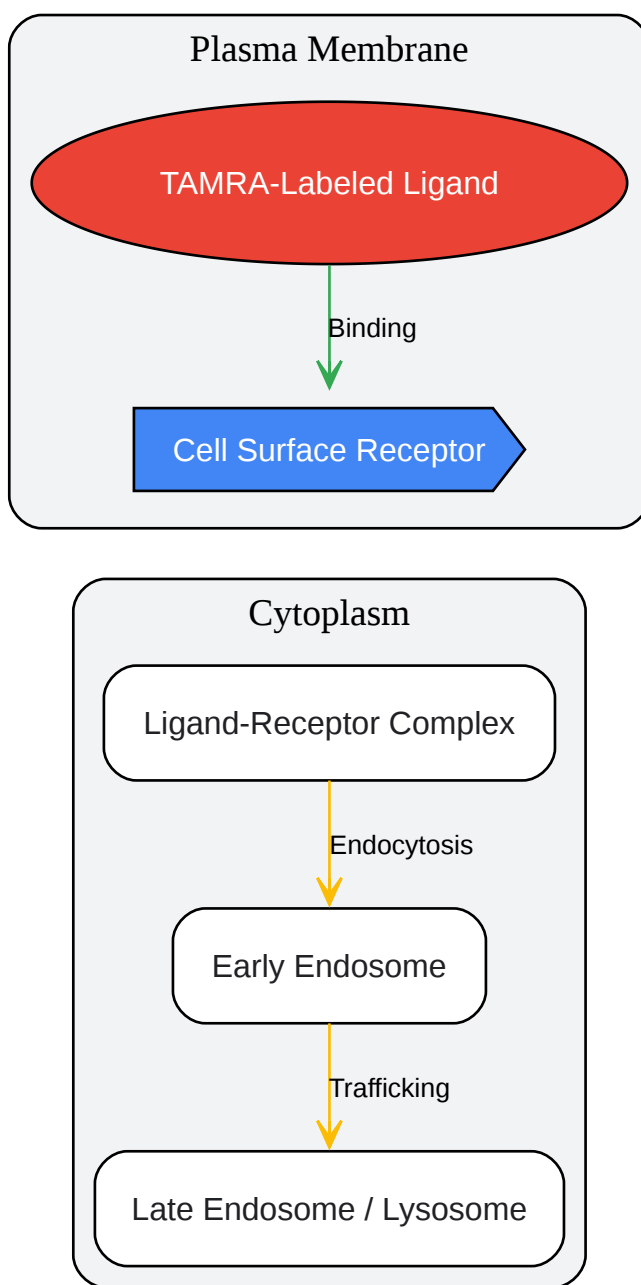 Plasma Membrane
TAMRA-Labeled Ligand
Binding
Cell Surface Receptor
Cytoplasm
Ligand-Receptor Complex
Endocytosis
Early Endosome
Trafficking
Late Endosome / Lysosome